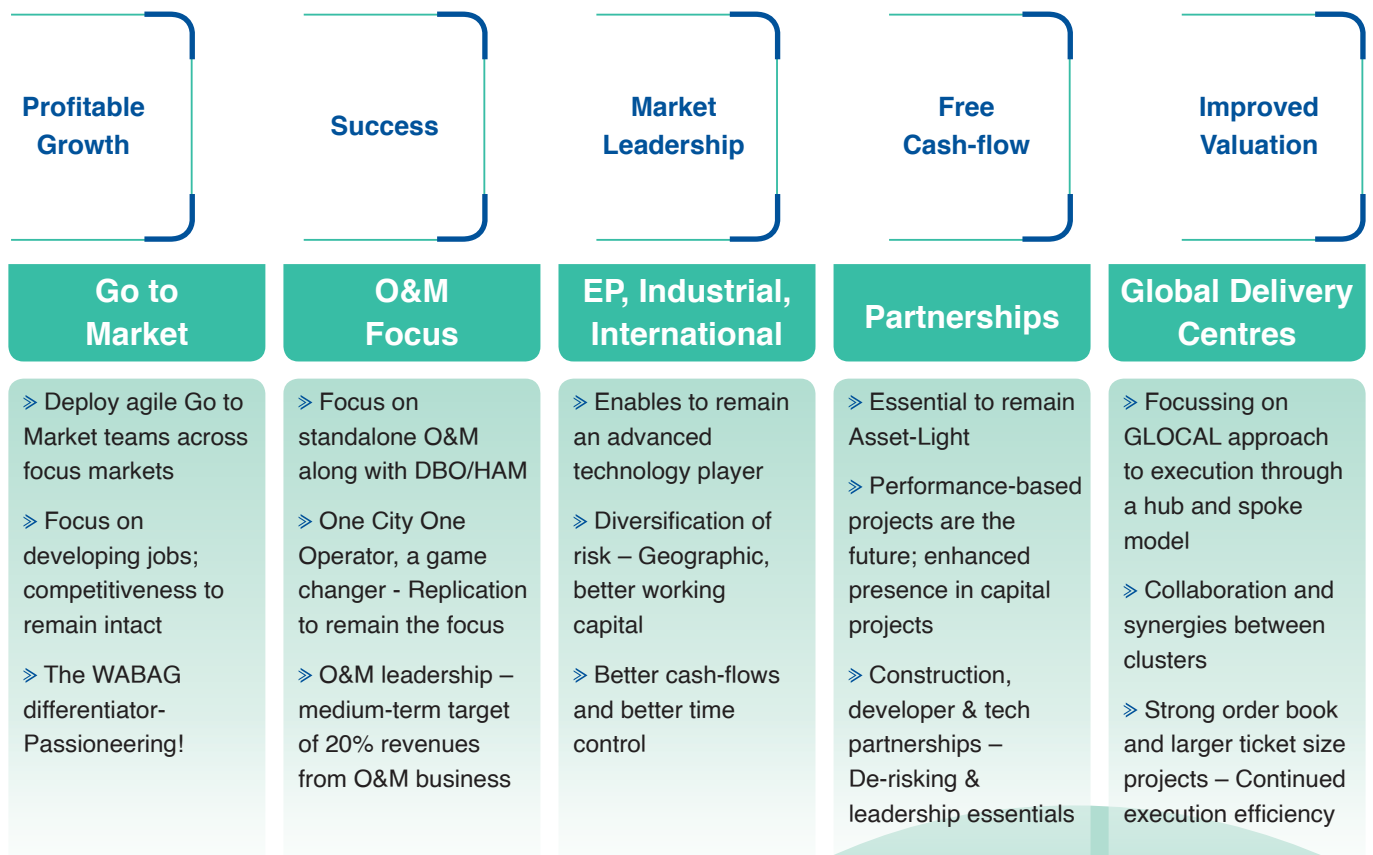 Profitable
Growth
Success
Market
Leadership
Free
Cash-flow
Improved
Valuation
Go to
Market
O&M
Focus
EP, Industrial,
International
Partnerships
Global Delivery
Centres
» Deploy agile Go to
Market teams across
focus markets
» Focus on
developing jobs;
competitiveness to
remain intact
» The WABAG
differentiator-
Passioneering!
» Focus on
standalone O&M
along with DBO/HAM
» One City One
Operator, a game
changer - Replication
to remain the focus
» O&M leadership –
medium-term target
of 20% revenues
from O&M business
» Enables to remain
an advanced
technology player
» Diversification of
risk – Geographic,
better working
capital
» Better cash-flows
and better time
control
» Essential to remain
Asset-Light
» Performance-based
projects are the
future; enhanced
presence in capital
projects
» Construction,
developer & tech
partnerships –
De-risking &
leadership essentials
» Focussing on
GLOCAL approach
to execution through
a hub and spoke
model
» Collaboration and
synergies between
clusters
» Strong order book
and larger ticket size
projects – Continued
execution efficiency